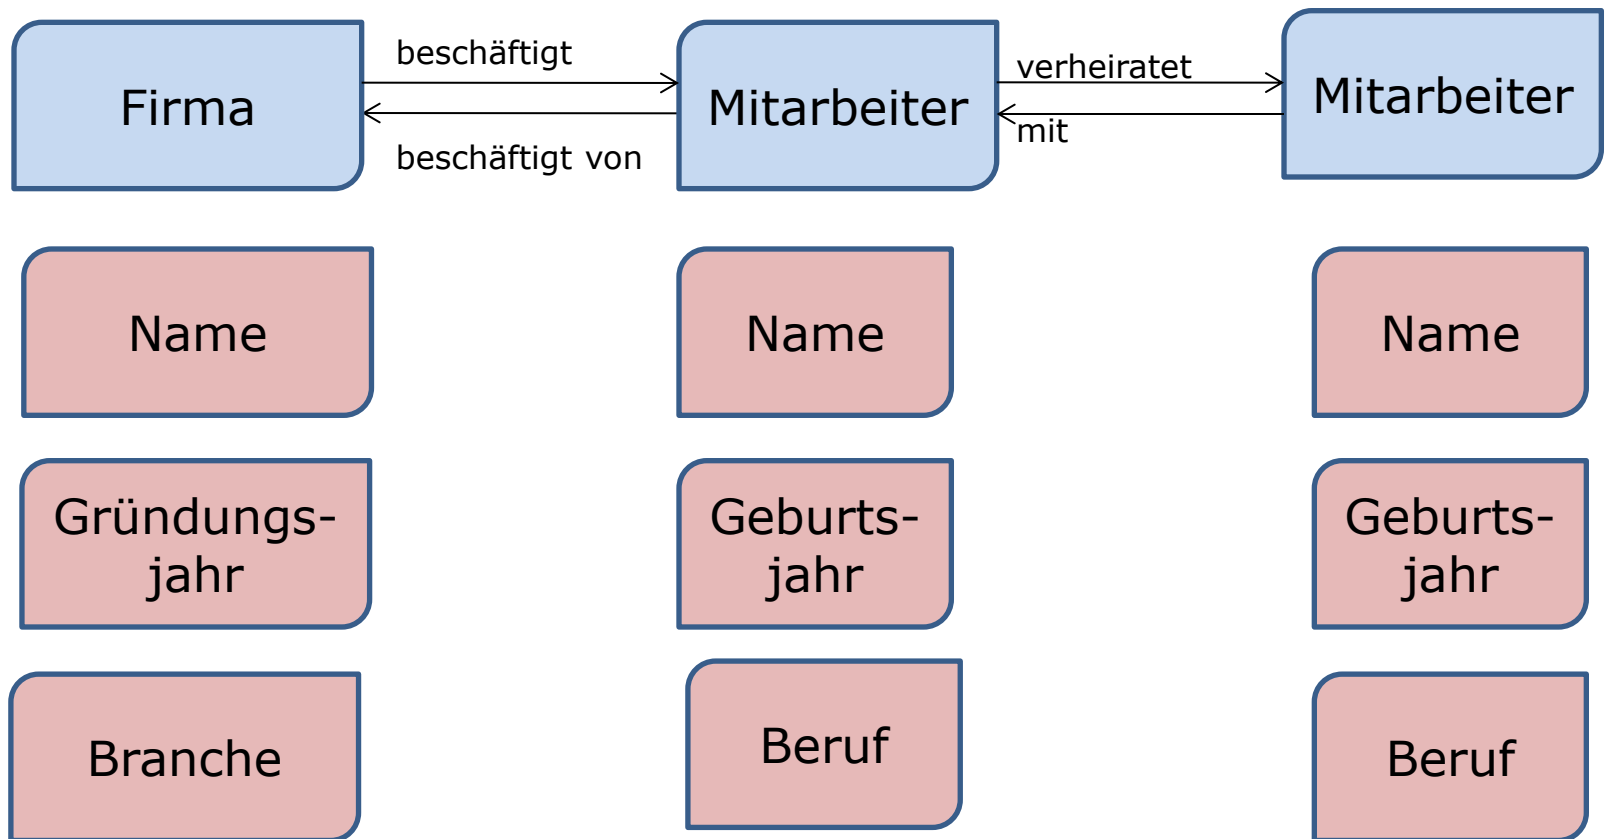 beschäftigt
Firma
Mitarbeiter
verheiratet
Mitarbeiter
beschäftigt von
mit
Name
Name
Name
Gründungs-
jahr
Geburts-
jahr
Geburts-
jahr
Branche
Beruf
Beruf